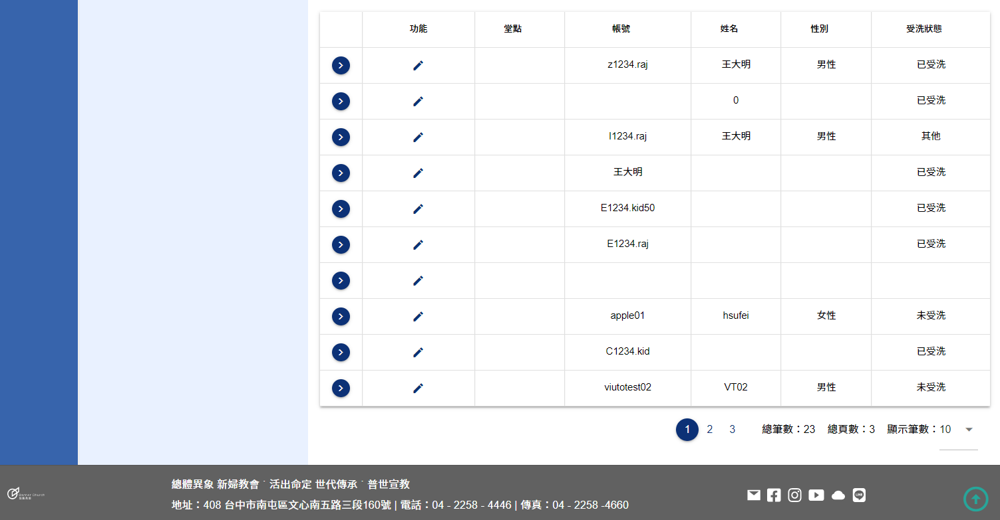 功能 堂點 帳號 姓名 性別 受洗狀態
z1234.raj 王大明 男性 已受洗
0 已受洗
I1234.raj 王大明 男性 其他
王大明 已受洗
E1234.kid50 已受洗
E1234.raj 已受洗
apple01 hsufei 女性 未受洗
C1234.kid 已受洗
viutotest02 VT02 男性 未受洗
1 2 3 總筆數：23 總頁數：3 顯示筆數：10
總體異象 新婦教會 ˙ 活出命定 世代傳承 ˙ 普世宣教
Banner Church
地址：408 台中市南屯區文心南五路三段160號 | 電話：04 - 2258 - 4446 | 傳真：04 - 2258 -4660
LINE